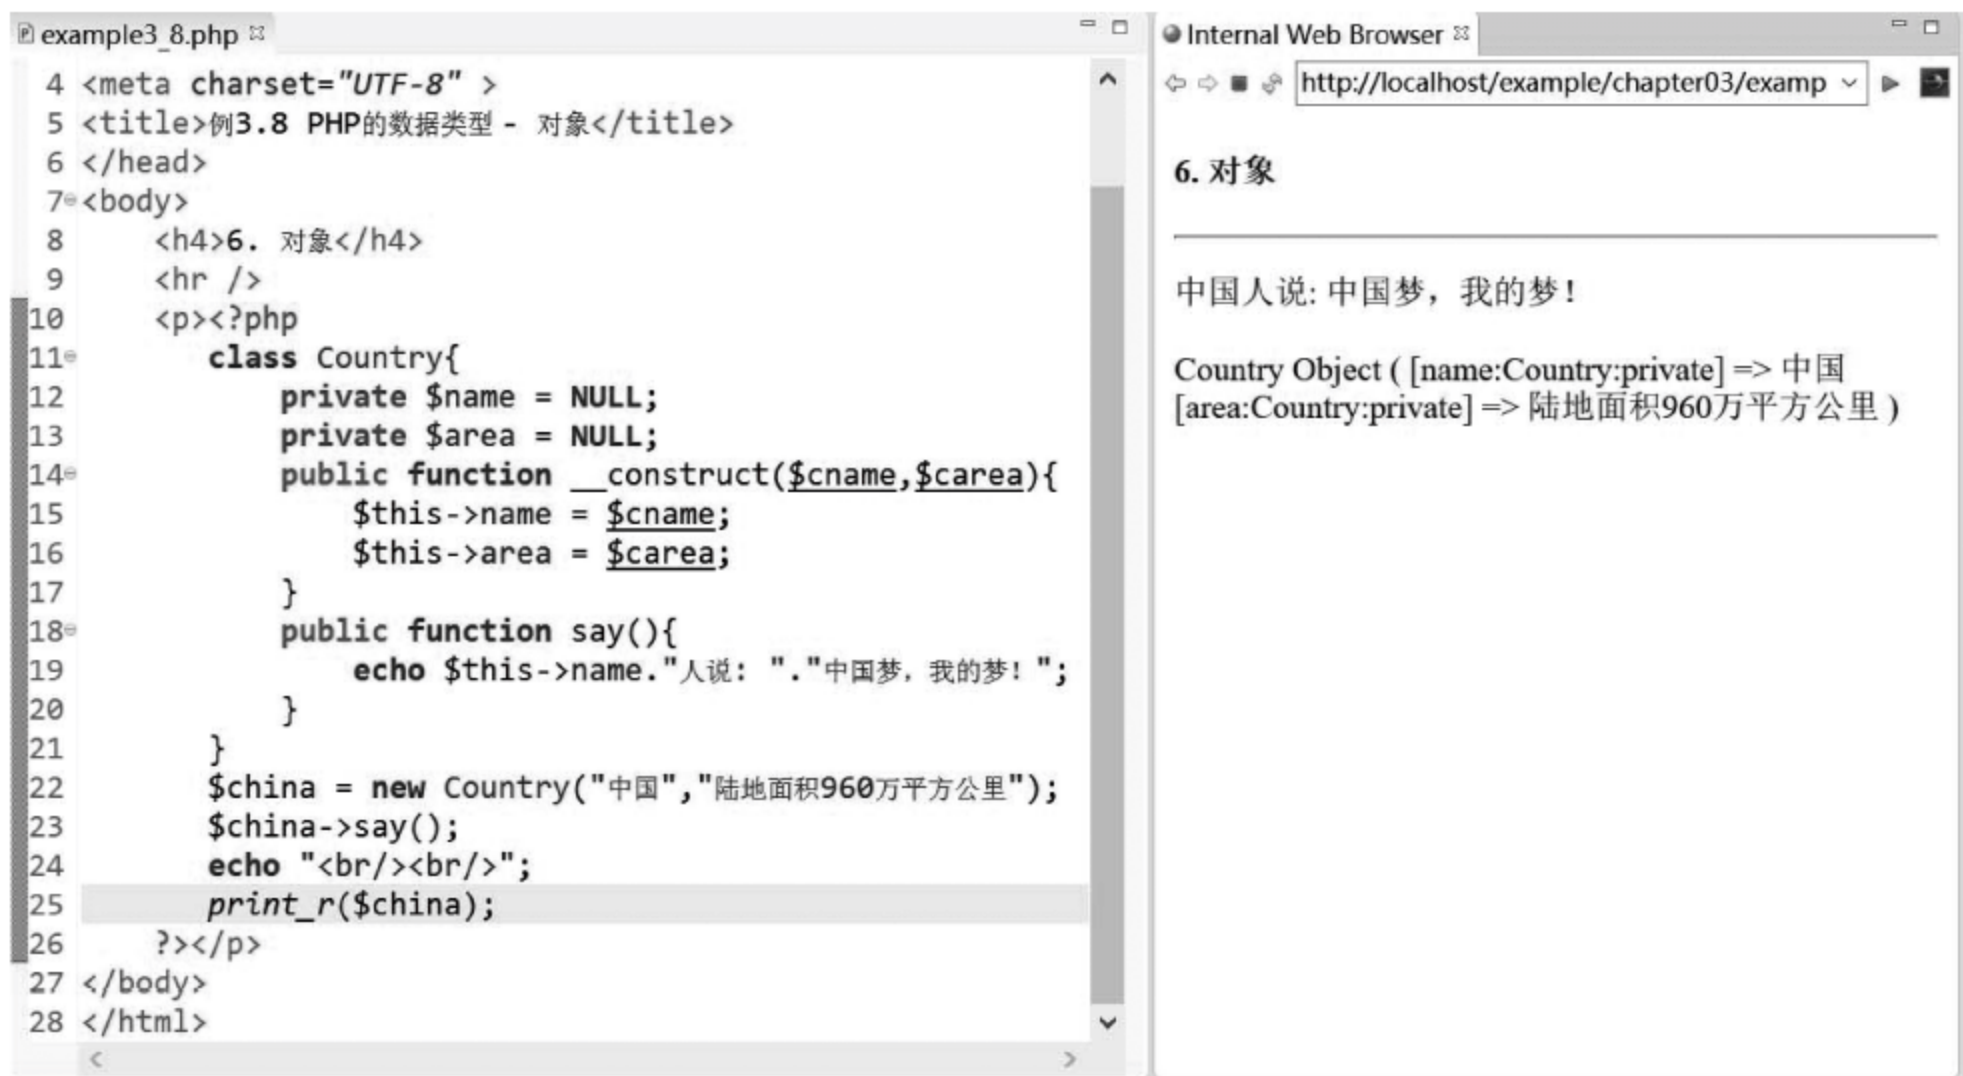 example3_8.php
4 <meta charset="UTF-8" >
5 <title>例3.8 PHP的数据类型 - 对象</title>
6 </head>
7 <body>
8 <h4>6. 对象</h4>
9 <hr />
10 <p><?php
11 class Country{
12 private $name = NULL;
13 private $area = NULL;
14 public function __construct($cname,$carea){
15 $this->name = $cname;
16 $this->area = $carea;
17 }
18 public function say(){
19 echo $this->name."人说: "."中国梦，我的梦！";
20 }
21 }
22 $china = new Country("中国","陆地面积960万平方公里");
23 $china->say();
24 echo "<br/><br/>";
25 print_r($china);
26 ?></p>
27 </body>
28 </html>
Internal Web Browser
http://localhost/example/chapter03/examp
6. 对象
中国人说: 中国梦，我的梦！
Country Object ( [name:Country:private] => 中国
[area:Country:private] => 陆地面积960万平方公里 )